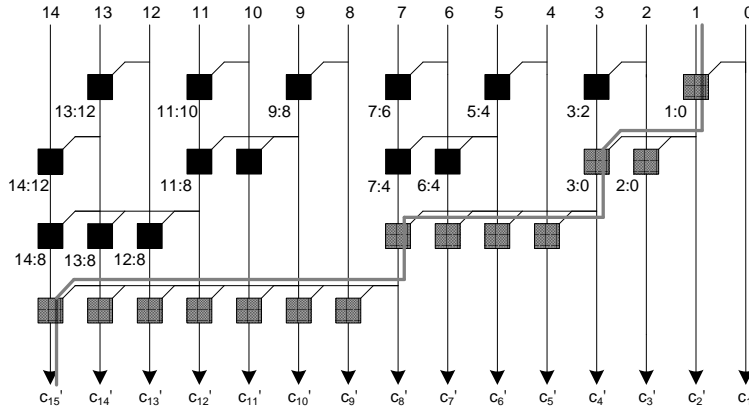 14 13 12 11 10 9 8 7 6 5 4 3 2 1 0
13:12 11:10 9:8 7:6 5:4 3:2 1:0
14:12 11:8 7:4 6:4 3:0 2:0
14:8 13:8 12:8
c₁₅' c₁₄' c₁₃' c₁₂' c₁₁' c₁₀' c₉' c₈' c₇' c₆' c₅' c₄' c₃' c₂'